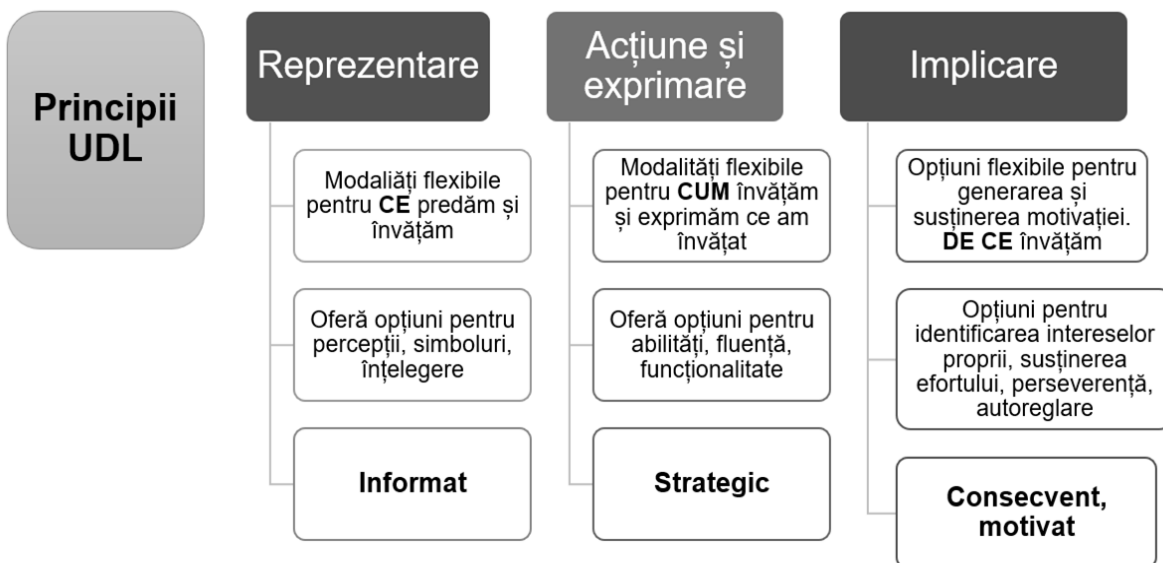 Principii
UDL
Reprezentare
Modaliăți flexibile
pentru CE predăm și
învățăm
Oferă opțiuni pentru
percepții, simboluri,
înțelegere
Informat
Acțiune și
exprimare
Modalități flexibile
pentru CUM învățăm
și exprimăm ce am
învățat
Oferă opțiuni pentru
abilități, fluență,
funcționalitate
Strategic
Implicare
Opțiuni flexibile pentru
generarea și
susținerea motivației.
DE CE învățăm
Opțiuni pentru
identificarea intereselor
proprii, susținerea
efortului, perseverență,
autoreglare
Consecvent,
motivat